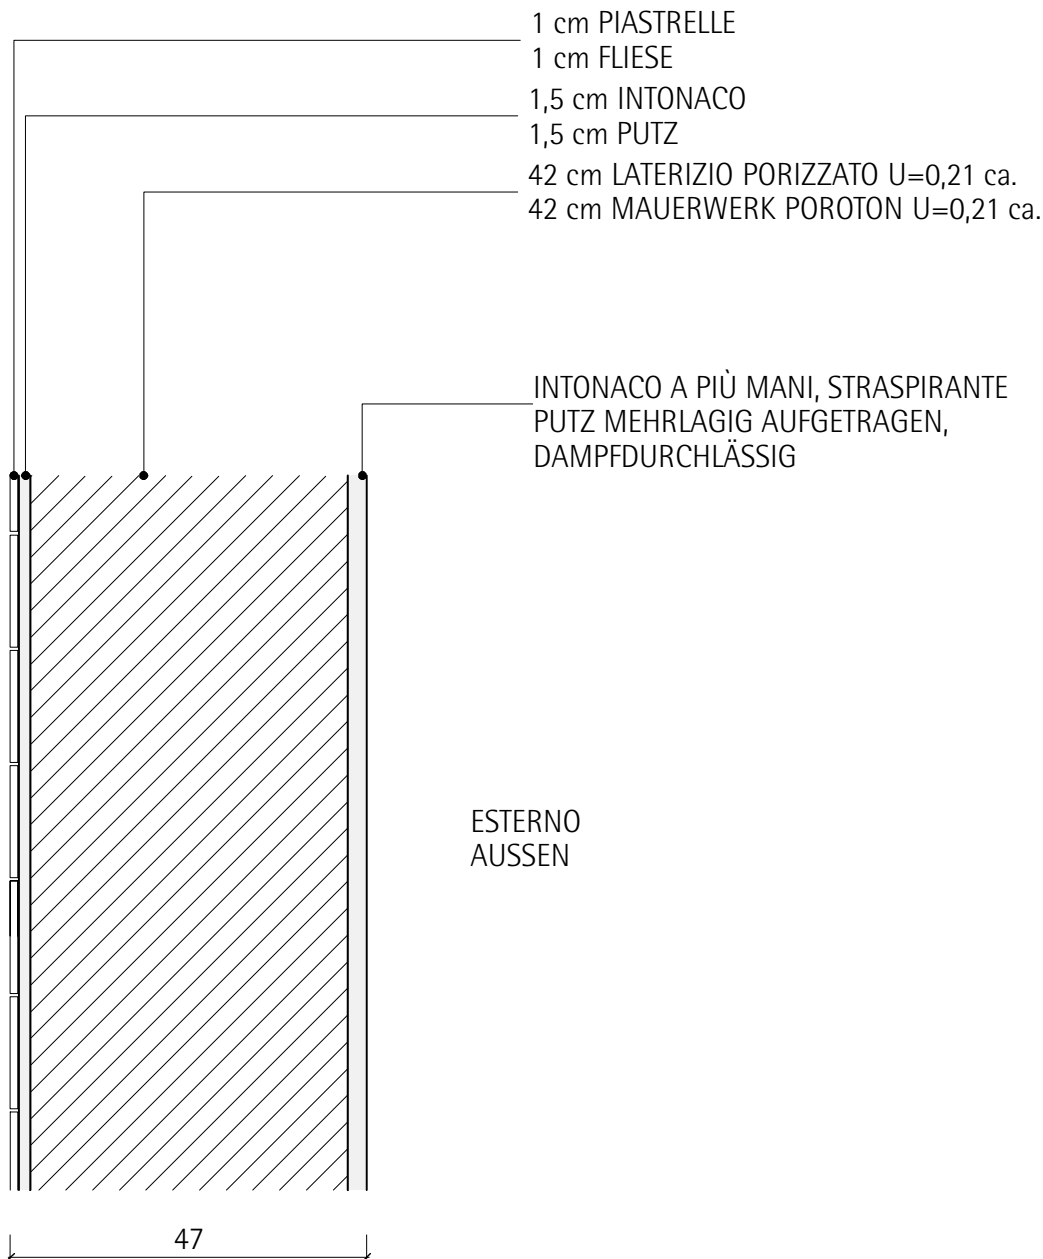 1 cm PIASTRELLE
1 cm FLIESE
1,5 cm INTONACO
1,5 cm PUTZ
42 cm LATERIZIO PORIZZATO U=0,21 ca.
42 cm MAUERWERK POROTON U=0,21 ca.
INTONACO A PIÙ MANI, STRASPIRANTE
PUTZ MEHRLAGIG AUFGETRAGEN,
DAMPFDURCHLÄSSIG
ESTERNO
AUSSEN
47